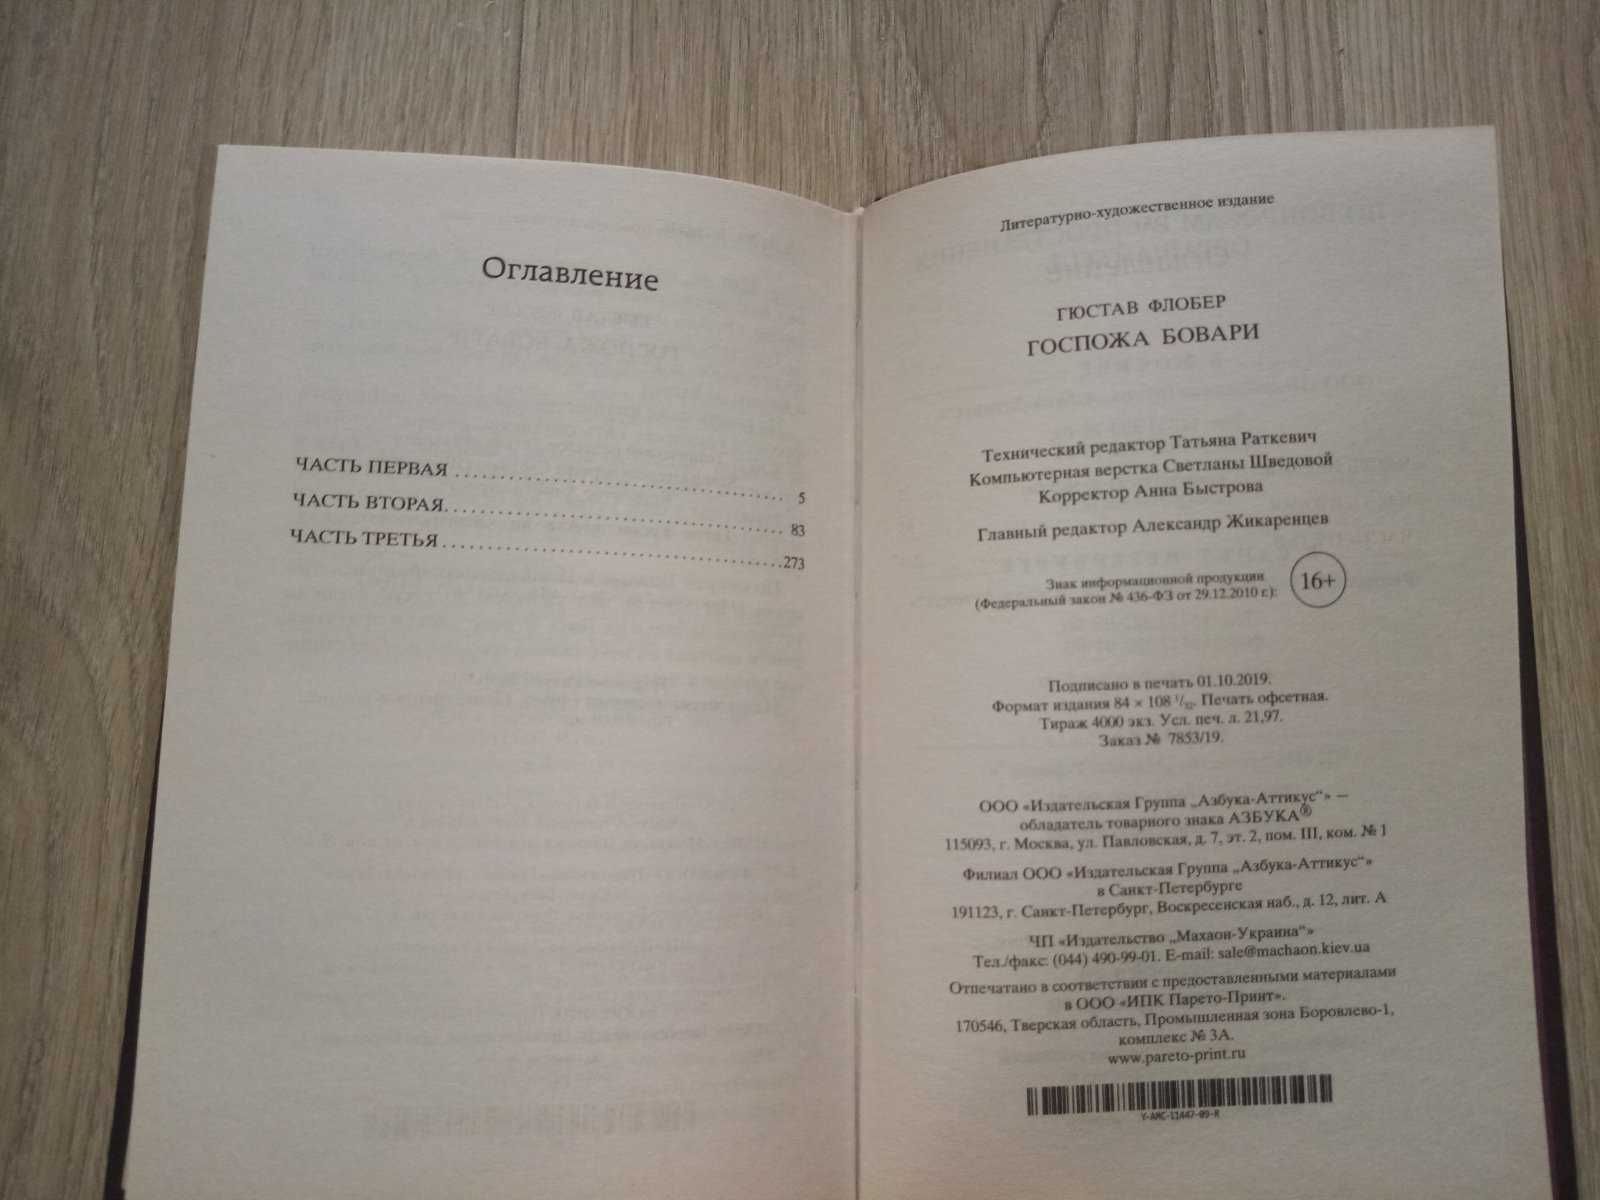 Оглавление
ЧАСТЬ ПЕРВАЯ . . . . . . . . . . . . . . . . . . . . . . . . . . . . . . . . . . . . . . . . 5
ЧАСТЬ ВТОРАЯ. . . . . . . . . . . . . . . . . . . . . . . . . . . . . . . . . . . . . . . . 83
ЧАСТЬ ТРЕТЬЯ . . . . . . . . . . . . . . . . . . . . . . . . . . . . . . . . . . . . . . . .273
Литературно-художественное издание
ГЮСТАВ ФЛОБЕР
ГОСПОЖА БОВАРИ
Технический редактор Татьяна Раткевич
Компьютерная верстка Светланы Шведовой
Корректор Анна Быстрова
Главный редактор Александр Жикаренцев
Знак информационной продукции
(Федеральный закон № 436-ФЗ от 29.12.2010 г.):
16+
Подписано в печать 01.10.2019.
Формат издания 84 × 108 1/32. Печать офсетная.
Тираж 4000 экз. Усл. печ. л. 21,97.
Заказ № 7853/19.
ООО «Издательская Группа „Азбука-Аттикус“» —
обладатель товарного знака АЗБУКА®
115093, г. Москва, ул. Павловская, д. 7, эт. 2, пом. III, ком. № 1
Филиал ООО «Издательская Группа „Азбука-Аттикус“»
в Санкт-Петербурге
191123, г. Санкт-Петербург, Воскресенская наб., д. 12, лит. А
ЧП «Издательство „Махаон-Украина“»
Тел./факс: (044) 490-99-01. E-mail: sale@machaon.kiev.ua
Отпечатано в соответствии с предоставленными материалами
в ООО «ИПК Парето-Принт».
170546, Тверская область, Промышленная зона Боровлево-1,
комплекс № 3А.
www.pareto-print.ru
Y-AMC-11447-09-R